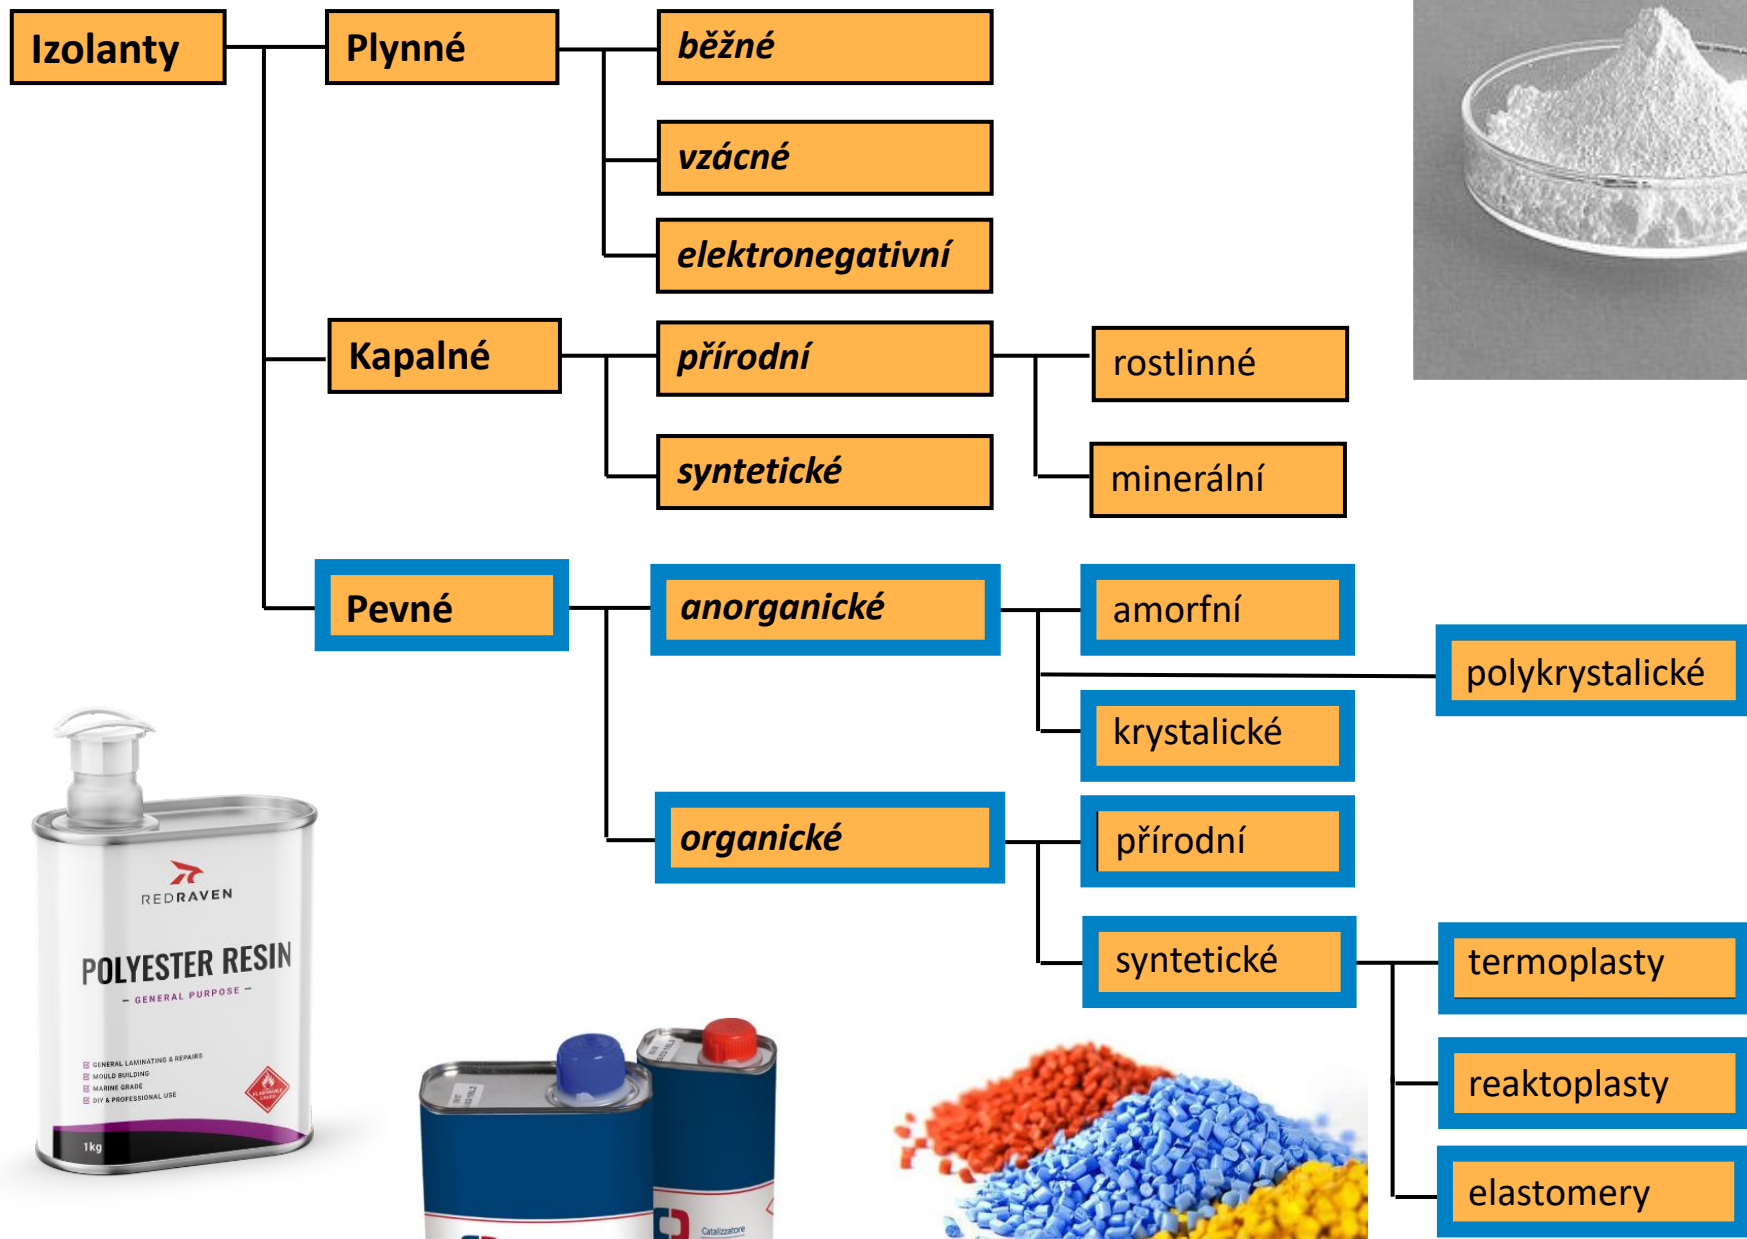 Izolanty
Plynné
běžné
vzácné
elektronegativní
Kapalné
přírodní
rostlinné
minerální
syntetické
Pevné
anorganické
amorfní
polykrystalické
krystalické
organické
přírodní
syntetické
termoplasty
reaktoplasty
elastomery
REDRAVEN
POLYESTER RESIN
– GENERAL PURPOSE –
GENERAL LAMINATING & REPAIRS
MOULD BUILDING
MARINE GRADE
DIY & PROFESSIONAL USE
FLAMMABLE
LIQUID
1kg
Catalizzatore